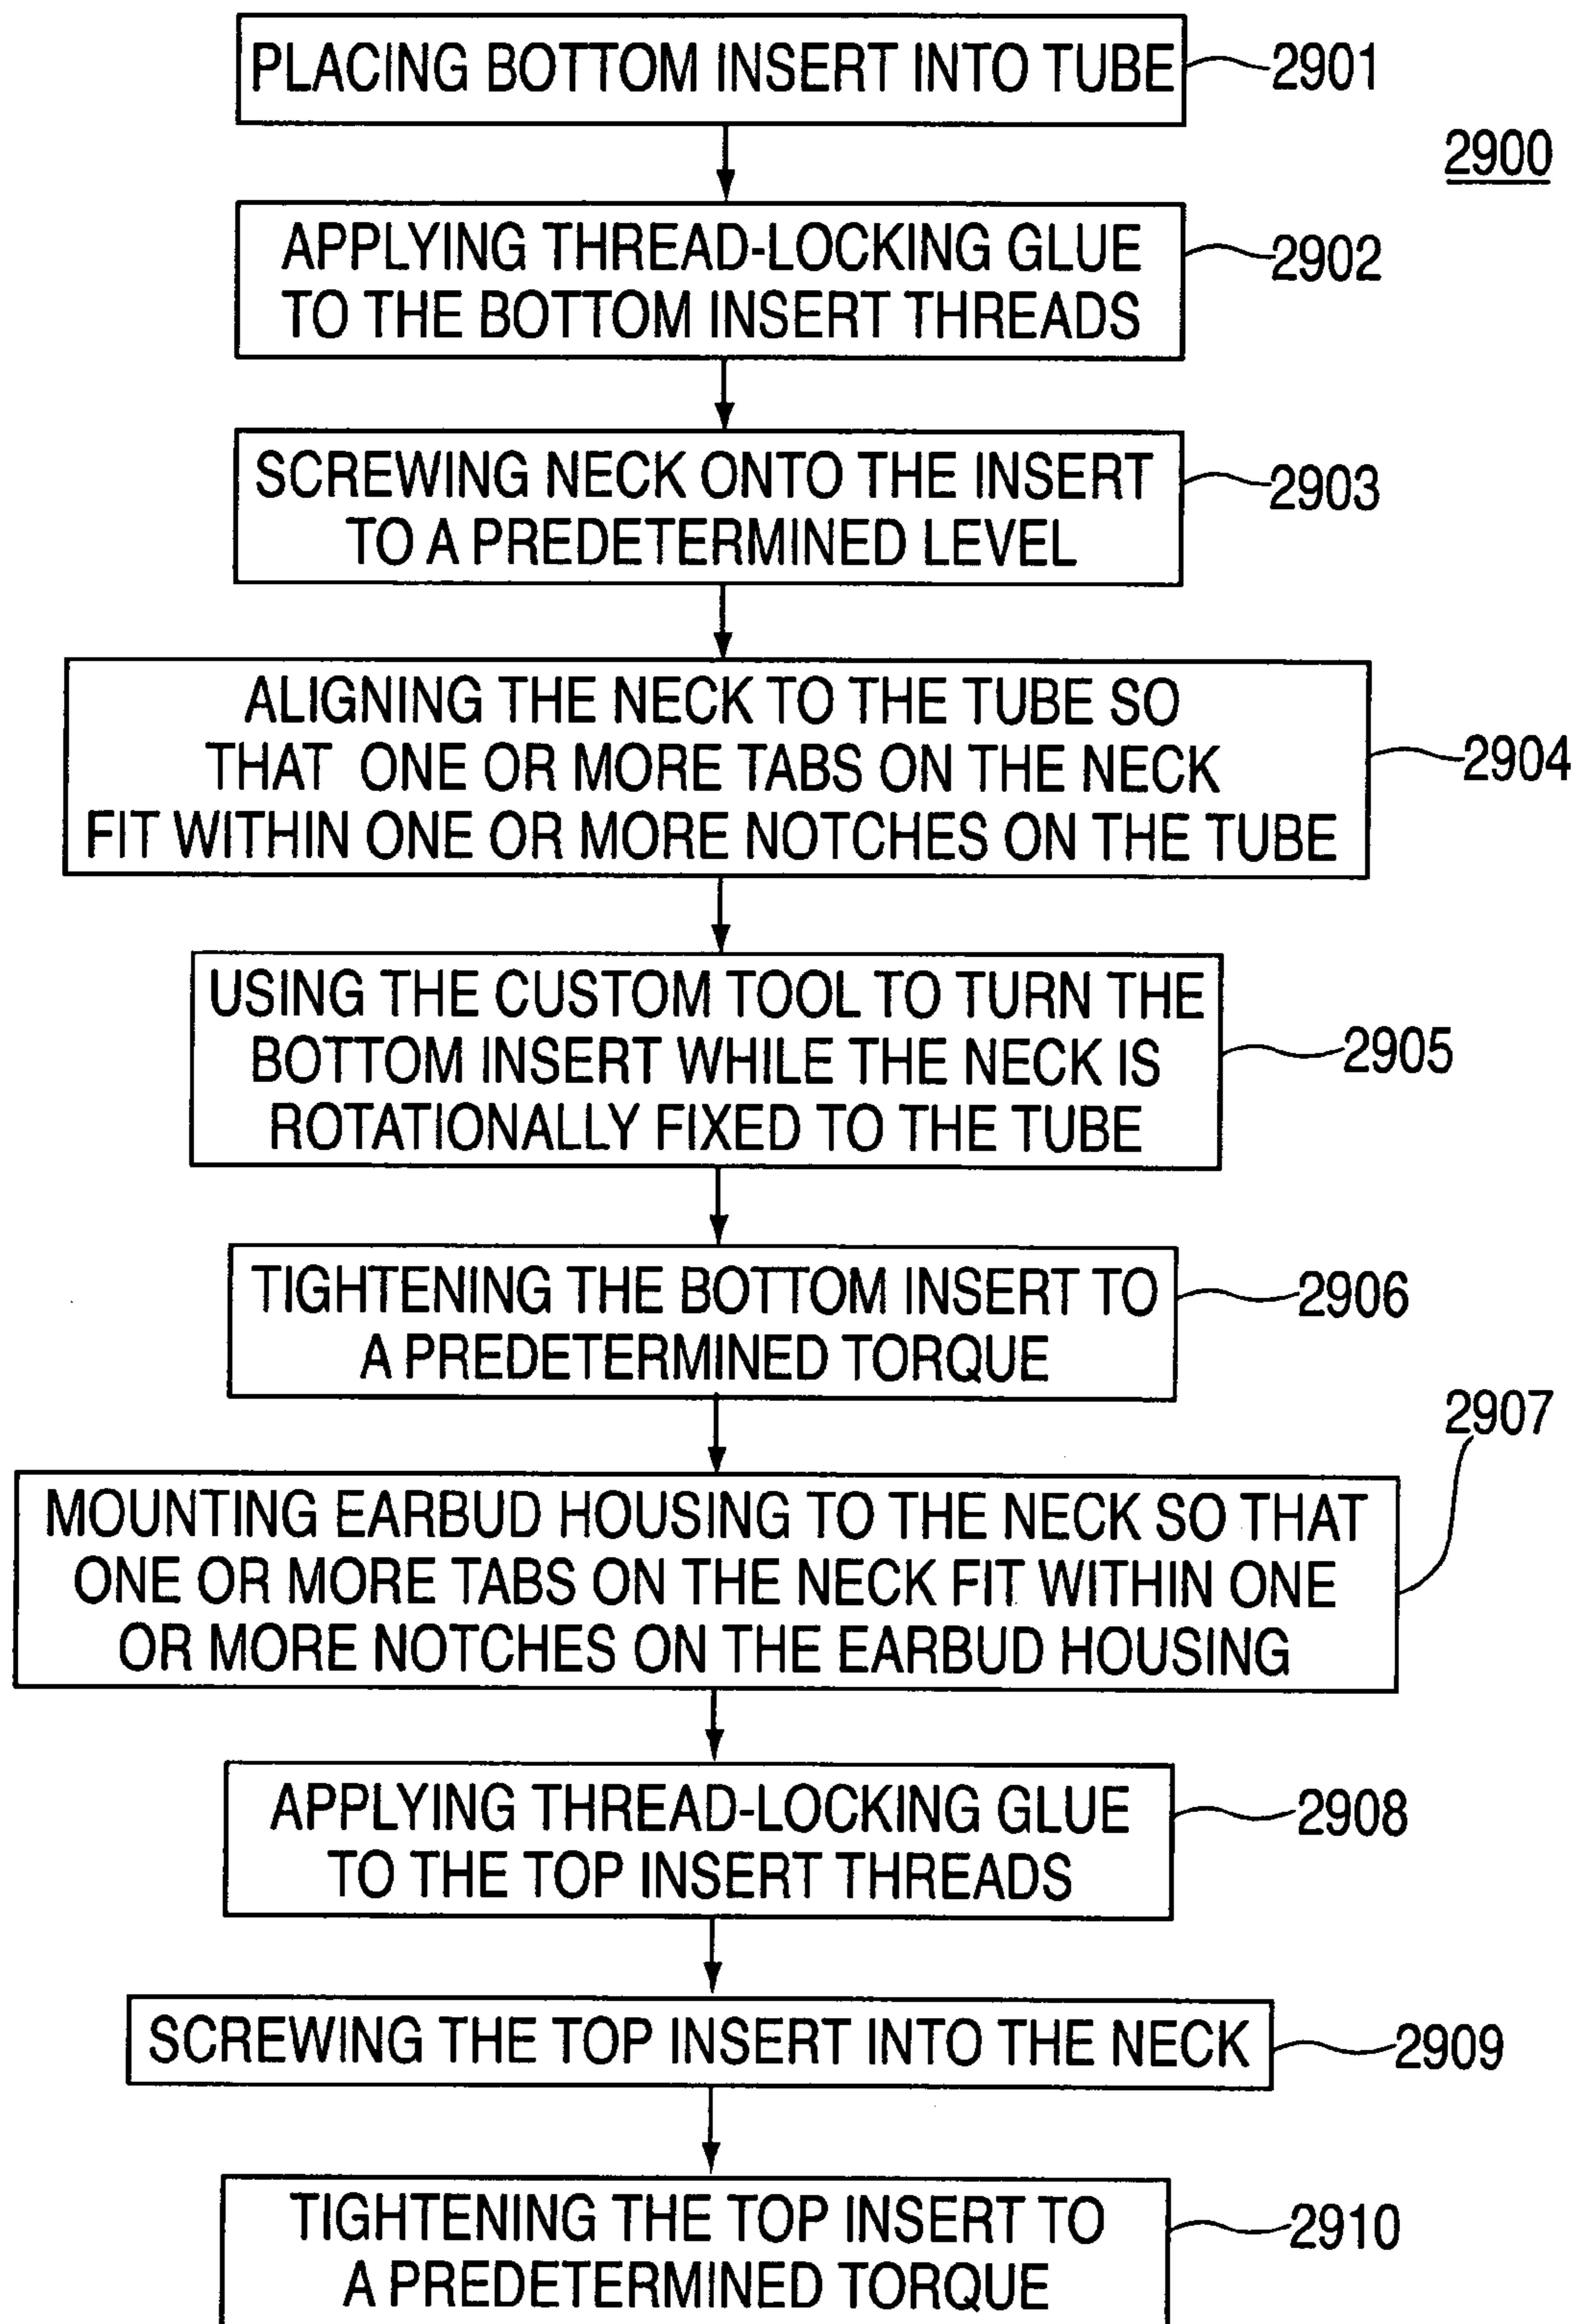 PLACING BOTTOM INSERT INTO TUBE
2901
2900
APPLYING THREAD-LOCKING GLUE
TO THE BOTTOM INSERT THREADS
2902
SCREWING NECK ONTO THE INSERT
TO A PREDETERMINED LEVEL
2903
ALIGNING THE NECK TO THE TUBE SO
THAT ONE OR MORE TABS ON THE NECK
FIT WITHIN ONE OR MORE NOTCHES ON THE TUBE
2904
USING THE CUSTOM TOOL TO TURN THE
BOTTOM INSERT WHILE THE NECK IS
ROTATIONALLY FIXED TO THE TUBE
2905
TIGHTENING THE BOTTOM INSERT TO
A PREDETERMINED TORQUE
2906
MOUNTING EARBUD HOUSING TO THE NECK SO THAT
ONE OR MORE TABS ON THE NECK FIT WITHIN ONE
OR MORE NOTCHES ON THE EARBUD HOUSING
2907
APPLYING THREAD-LOCKING GLUE
TO THE TOP INSERT THREADS
2908
SCREWING THE TOP INSERT INTO THE NECK
2909
TIGHTENING THE TOP INSERT TO
A PREDETERMINED TORQUE
2910